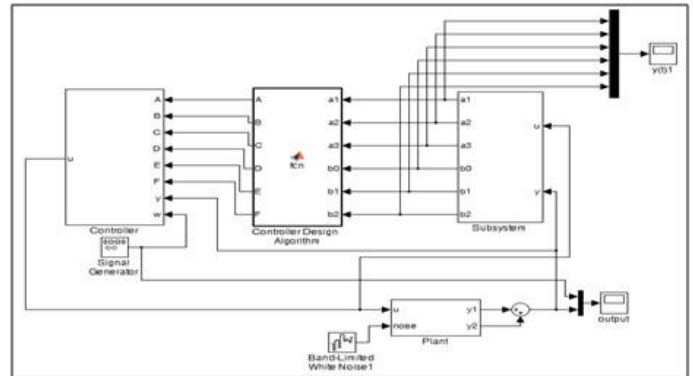 y(t)1
A
B
C
D
E
F
y
w
u
Controller
A
B
C
D
E
F
fcn
a1
a2
a3
b0
b1
b2
Controller Design
Algorithm
a1
a2
a3
b0
b1
b2
u
y
Subsystem
Signal
Generator
u
noise
y1
y2
Plant
output
Band-Limited
White Noise1